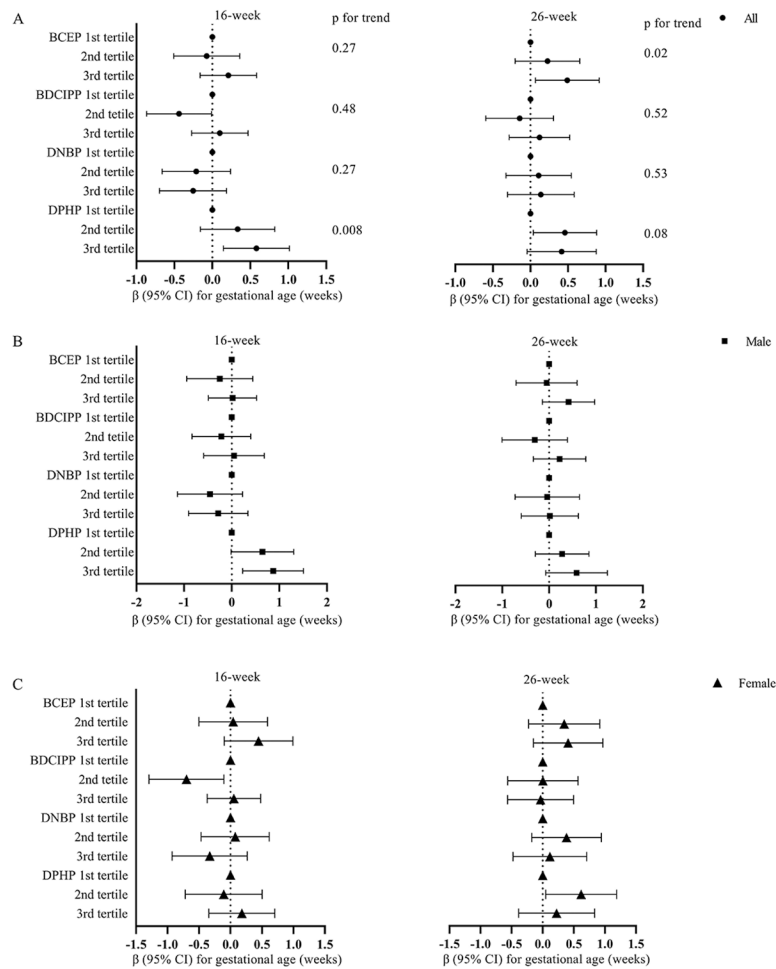 A
16-week
p for trend
26-week
p for trend
All
BCEP 1st tertile
2nd tertile
0.27
0.02
3rd tertile
BDCIPP 1st tertile
2nd tetile
0.48
0.52
3rd tertile
DNBP 1st tertile
2nd tertile
0.27
0.53
3rd tertile
DPHP 1st tertile
2nd tertile
0.008
0.08
3rd tertile
-1.0 -0.5 0.0 0.5 1.0 1.5
-1.0 -0.5 0.0 0.5 1.0 1.5
β (95% CI) for gestational age (weeks)
β (95% CI) for gestational age (weeks)
B
16-week
26-week
Male
BCEP 1st tertile
2nd tertile
3rd tertile
BDCIPP 1st tertile
2nd tetile
3rd tertile
DNBP 1st tertile
2nd tertile
3rd tertile
DPHP 1st tertile
2nd tertile
3rd tertile
-2 -1 0 1 2
-2 -1 0 1 2
β (95% CI) for gestational age (weeks)
β (95% CI) for gestational age (weeks)
C
16-week
26-week
Female
BCEP 1st tertile
2nd tertile
3rd tertile
BDCIPP 1st tertile
2nd tetile
3rd tertile
DNBP 1st tertile
2nd tertile
3rd tertile
DPHP 1st tertile
2nd tertile
3rd tertile
-1.5 -1.0 -0.5 0.0 0.5 1.0 1.5
-1.5 -1.0 -0.5 0.0 0.5 1.0 1.5
β (95% CI) for gestational age (weeks)
β (95% CI) for gestational age (weeks)